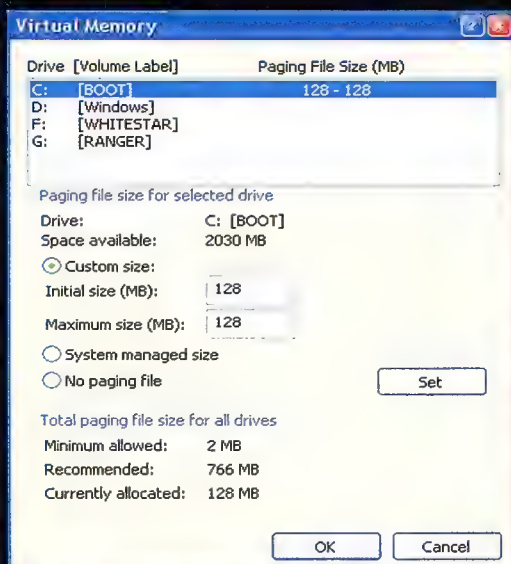 Virtual Memory
Drive [Volume Label] Paging File Size (MB)
C: [BOOT] 128 - 128
D: [Windows]
F: [WHITESTAR]
G: [RANGER]
Paging file size for selected drive
Drive: C: [BOOT]
Space available: 2030 MB
Custom size:
Initial size (MB): 128
Maximum size (MB): 128
System managed size
No paging file
Set
Total paging file size for all drives
Minimum allowed: 2 MB
Recommended: 766 MB
Currently allocated: 128 MB
OK Cancel